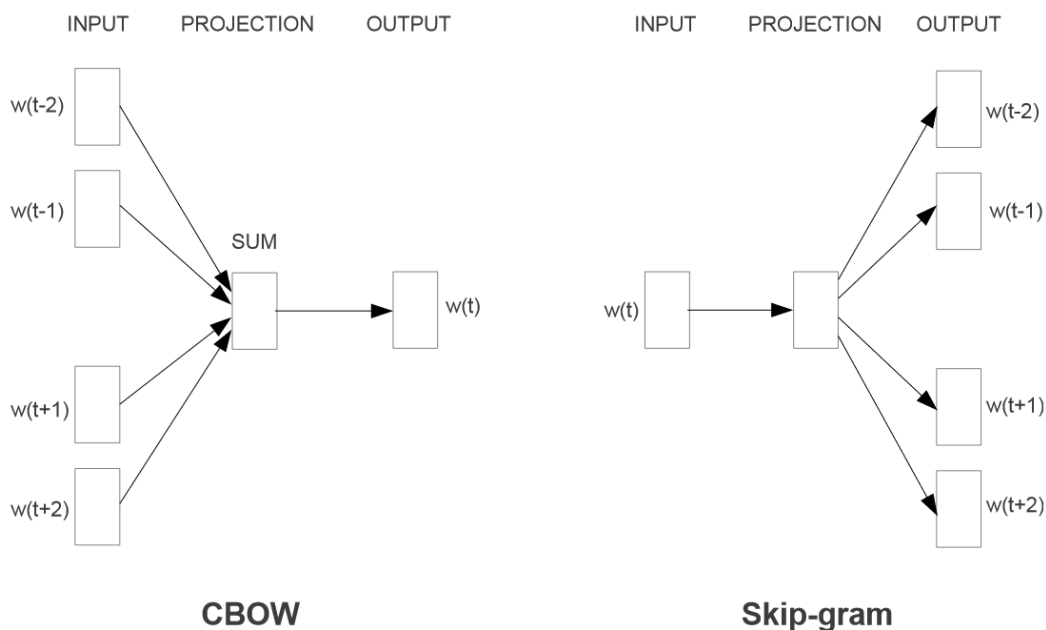 INPUT PROJECTION OUTPUT
w(t-2)
w(t-1)
SUM
w(t)
w(t+1)
w(t+2)
CBOW
INPUT PROJECTION OUTPUT
w(t-2)
w(t-1)
w(t)
w(t+1)
w(t+2)
Skip-gram